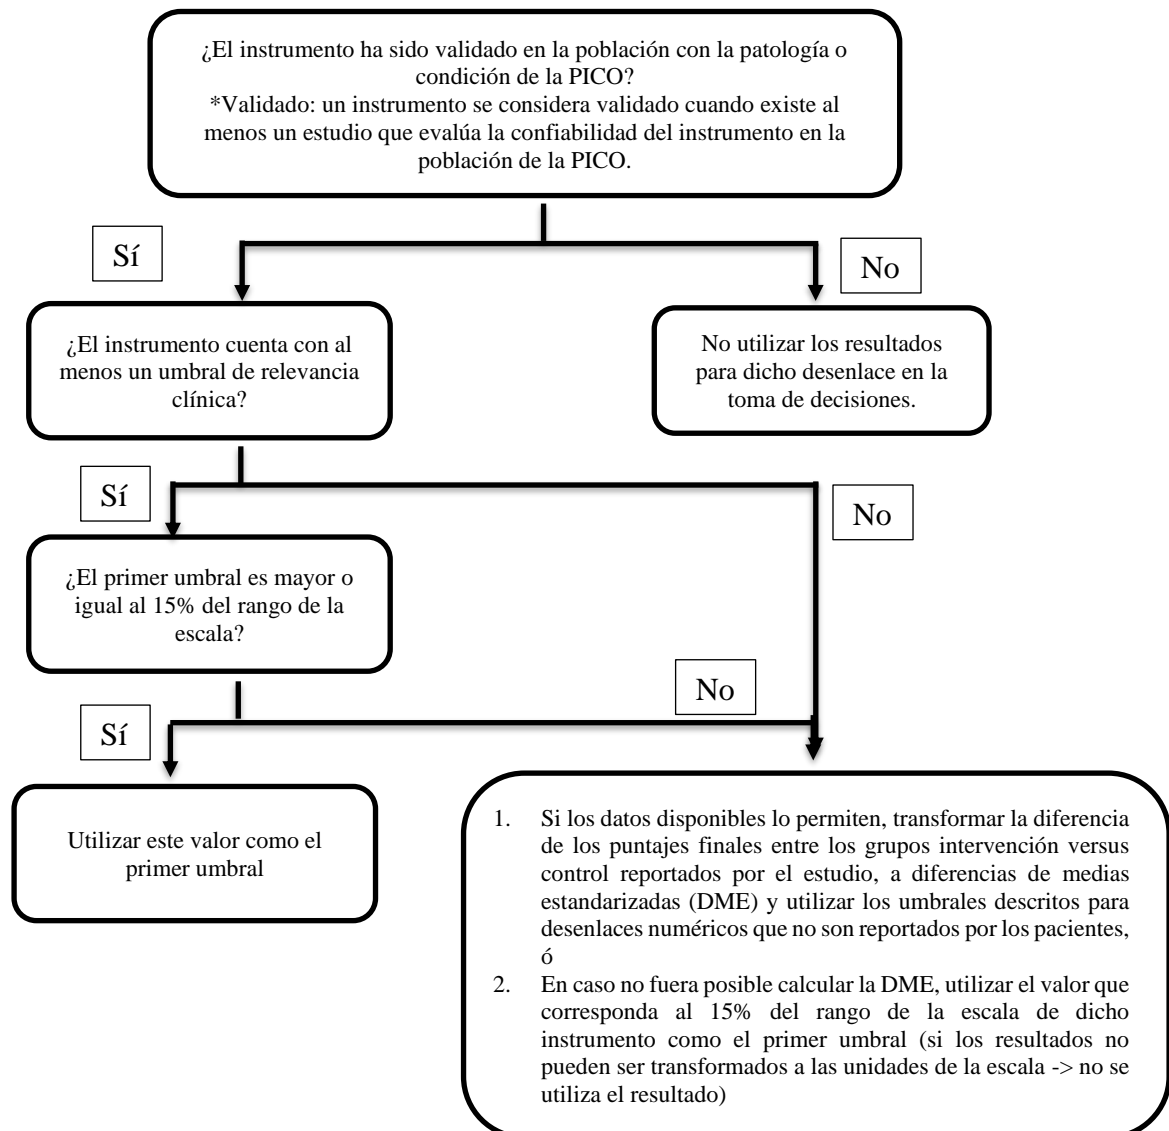 ¿El instrumento ha sido validado en la población con la patología o
condición de la PICO?
*Validado: un instrumento se considera validado cuando existe al
menos un estudio que evalúa la confiabilidad del instrumento en la
población de la PICO.
Sí
No
¿El instrumento cuenta con al
menos un umbral de relevancia
clínica?
No utilizar los resultados
para dicho desenlace en la
toma de decisiones.
Sí
No
¿El primer umbral es mayor o
igual al 15% del rango de la
escala?
No
Sí
Utilizar este valor como el
primer umbral
1. Si los datos disponibles lo permiten, transformar la diferencia
de los puntajes finales entre los grupos intervención versus
control reportados por el estudio, a diferencias de medias
estandarizadas (DME) y utilizar los umbrales descritos para
desenlaces numéricos que no son reportados por los pacientes,
ó
2. En caso no fuera posible calcular la DME, utilizar el valor que
corresponda al 15% del rango de la escala de dicho
instrumento como el primer umbral (si los resultados no
pueden ser transformados a las unidades de la escala -> no se
utiliza el resultado)